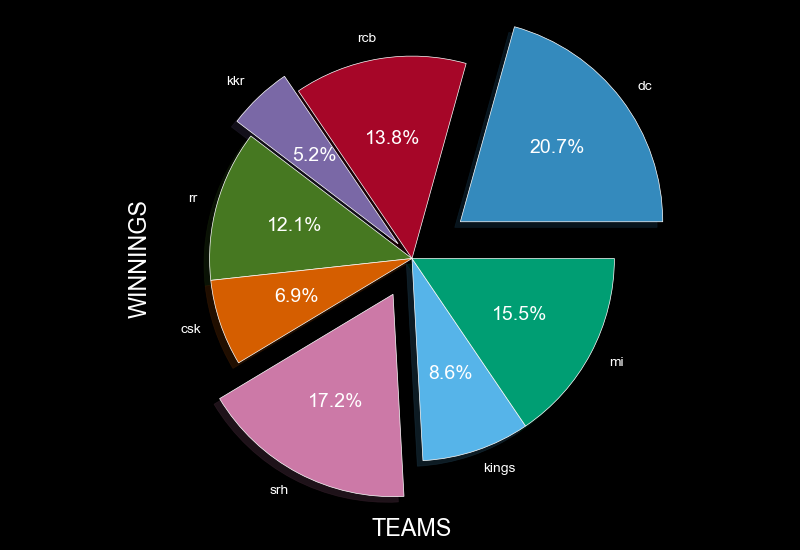 rcb
kkr
dc
13.8%
20.7%
5.2%
rr
12.1%
WINNINGS
6.9%
15.5%
csk
mi
8.6%
17.2%
kings
srh
TEAMS